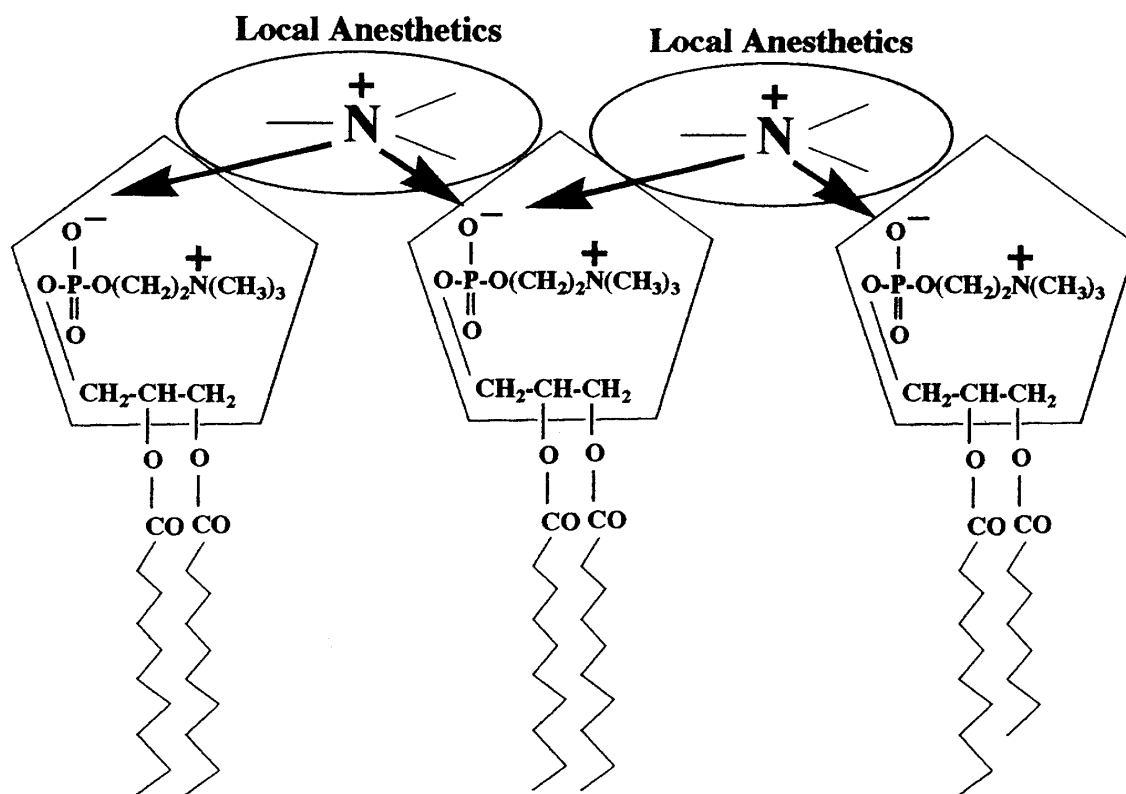 Local Anesthetics
Local Anesthetics
+
N
+
N
O−
O−
O−
+
+
+
O-P-O(CH₂)₂N(CH₃)₃
O-P-O(CH₂)₂N(CH₃)₃
O-P-O(CH₂)₂N(CH₃)₃
O
O
O
CH₂-CH-CH₂
CH₂-CH-CH₂
CH₂-CH-CH₂
O O
O O
O O
CO CO
CO CO
CO CO